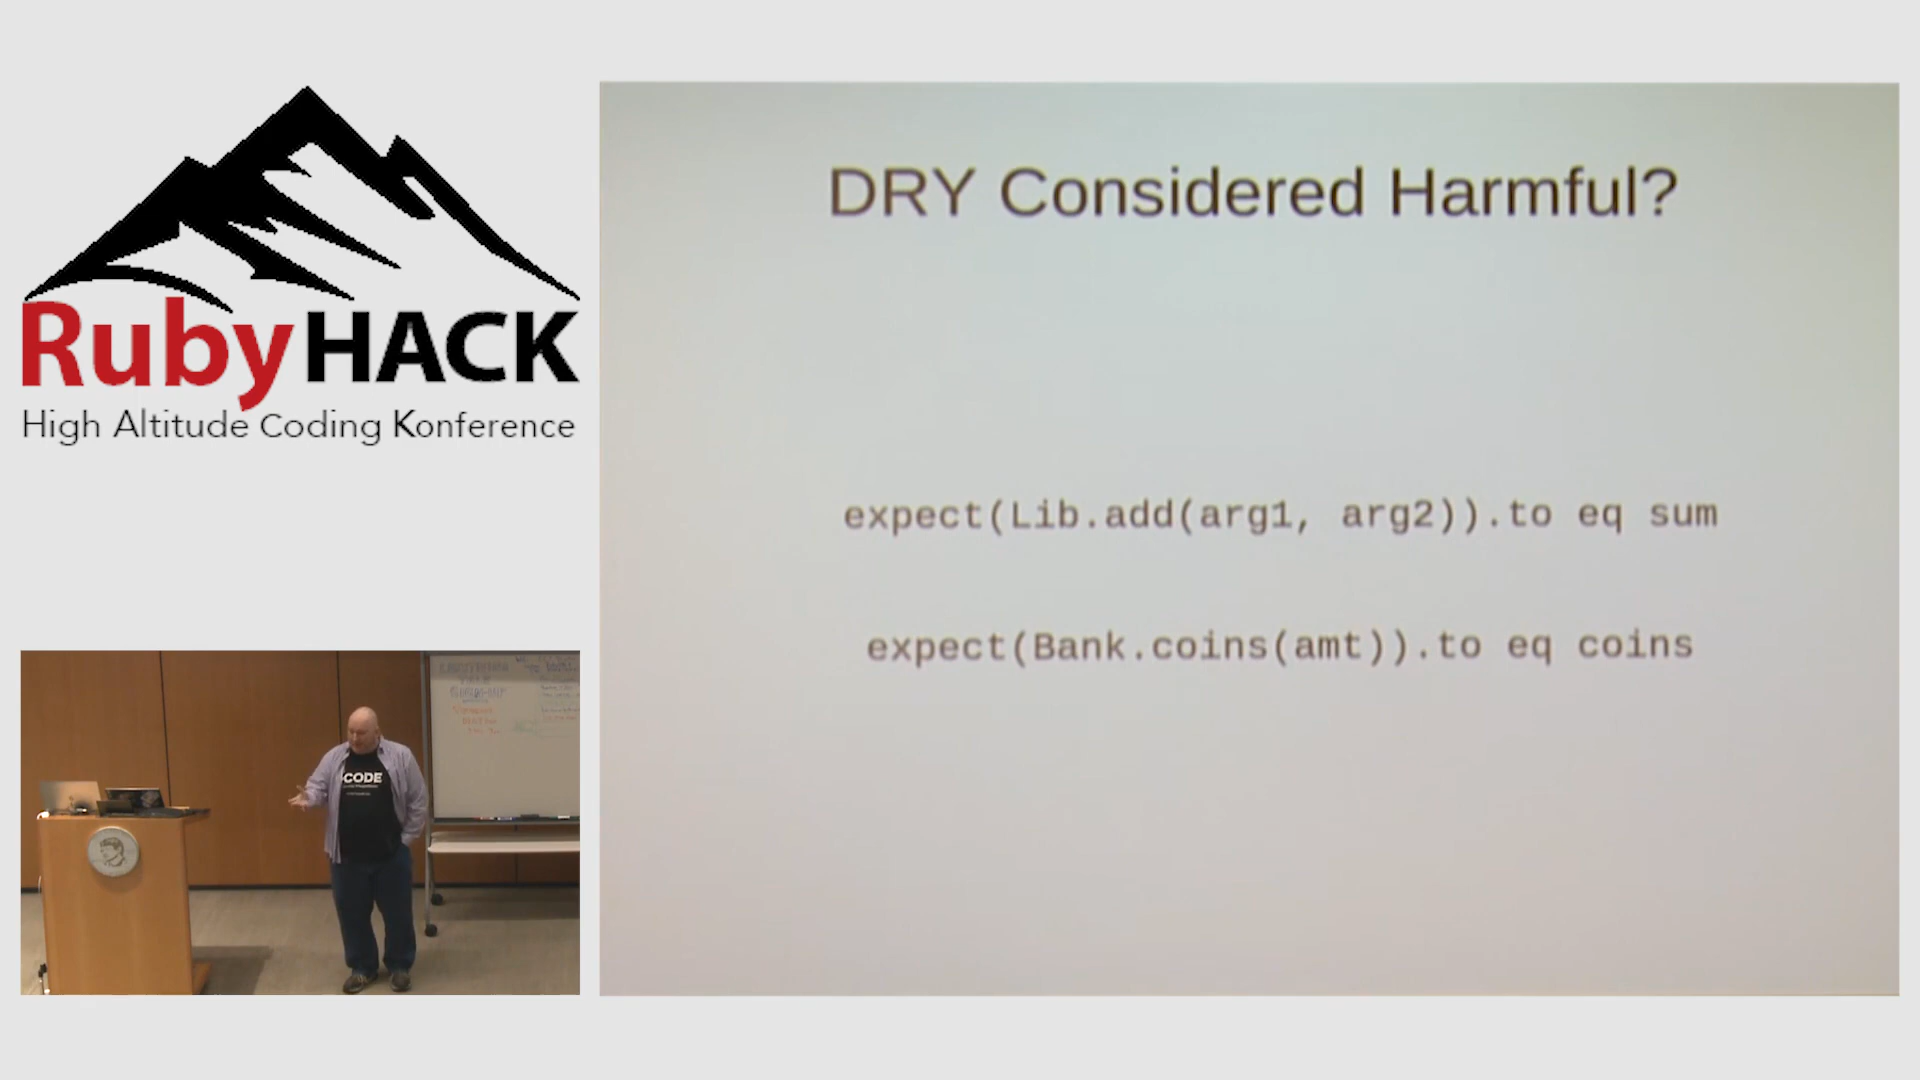 RubyHACK
High Altitude Coding Konference
DRY Considered Harmful?
expect(Lib.add(arg1, arg2)).to eq sum
expect(Bank.coins(amt)).to eq coins
CODE